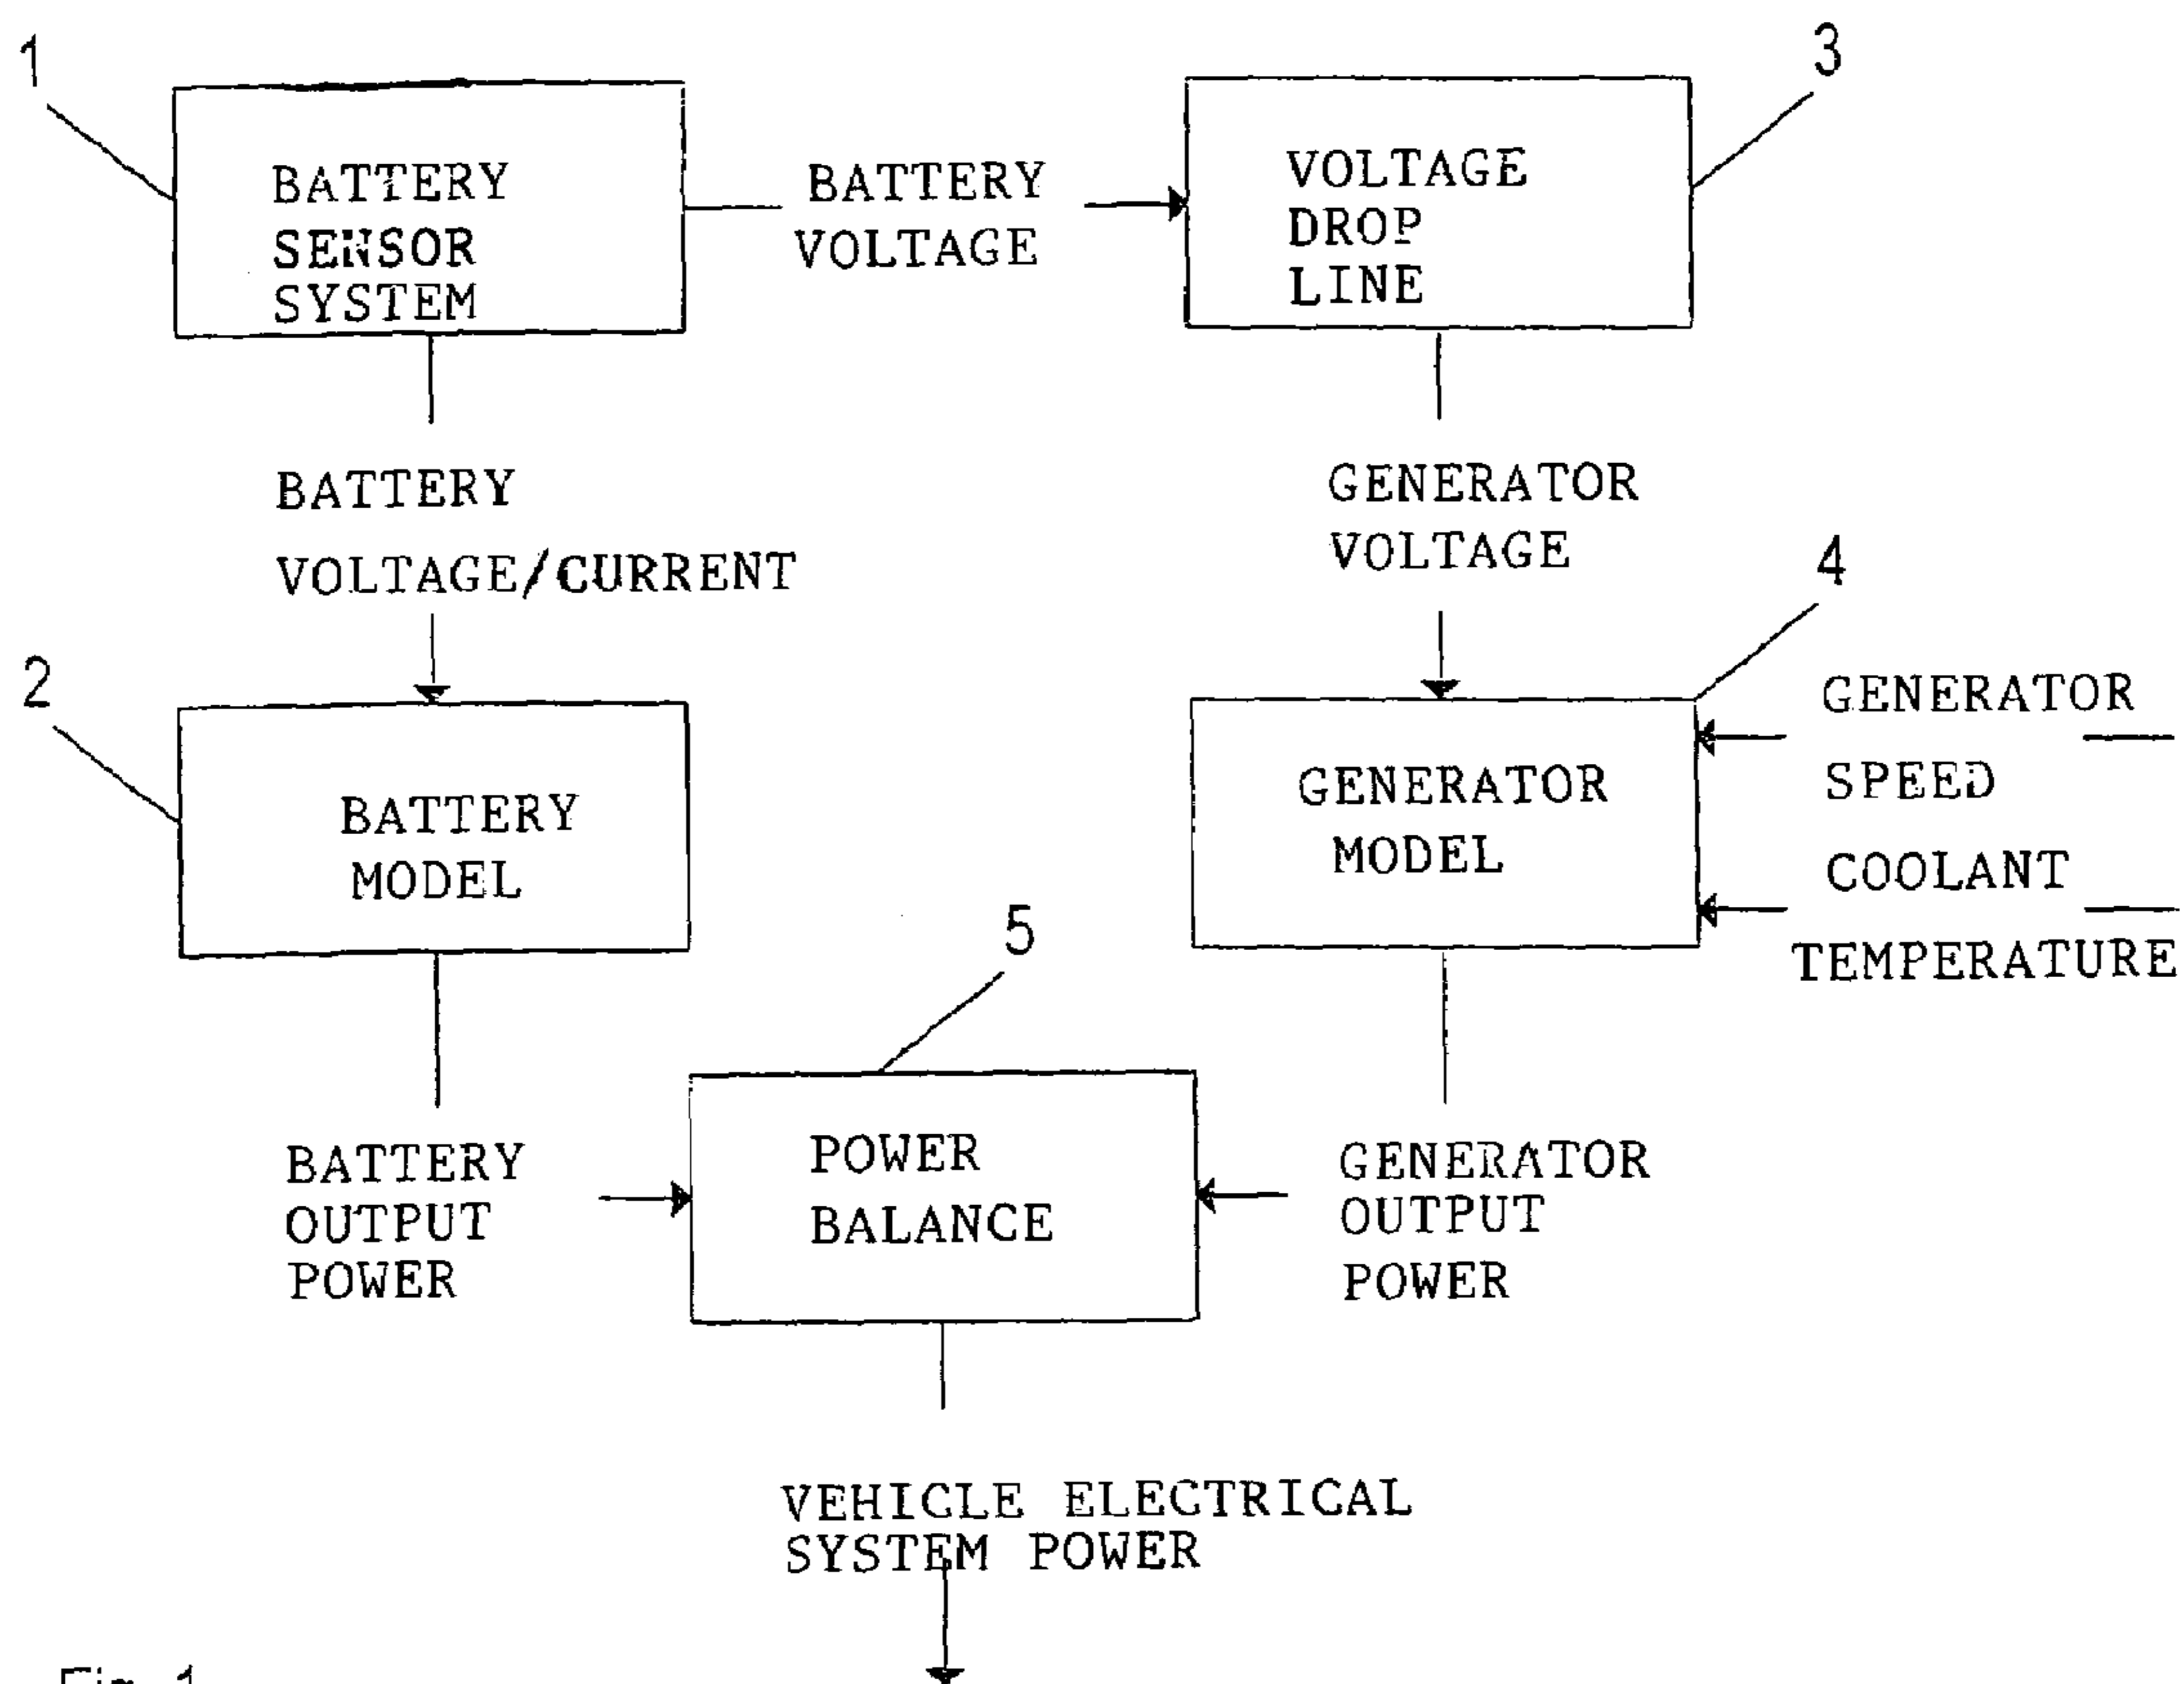 1
3
BATTERY
SENSOR
SYSTEM
BATTERY
VOLTAGE
VOLTAGE
DROP
LINE
BATTERY
VOLTAGE/CURRENT
GENERATOR
VOLTAGE
2
4
BATTERY
MODEL
GENERATOR
MODEL
GENERATOR
SPEED
COOLANT
TEMPERATURE
5
BATTERY
OUTPUT
POWER
POWER
BALANCE
GENERATOR
OUTPUT
POWER
VEHICLE ELECTRICAL
SYSTEM POWER
Fig. 1